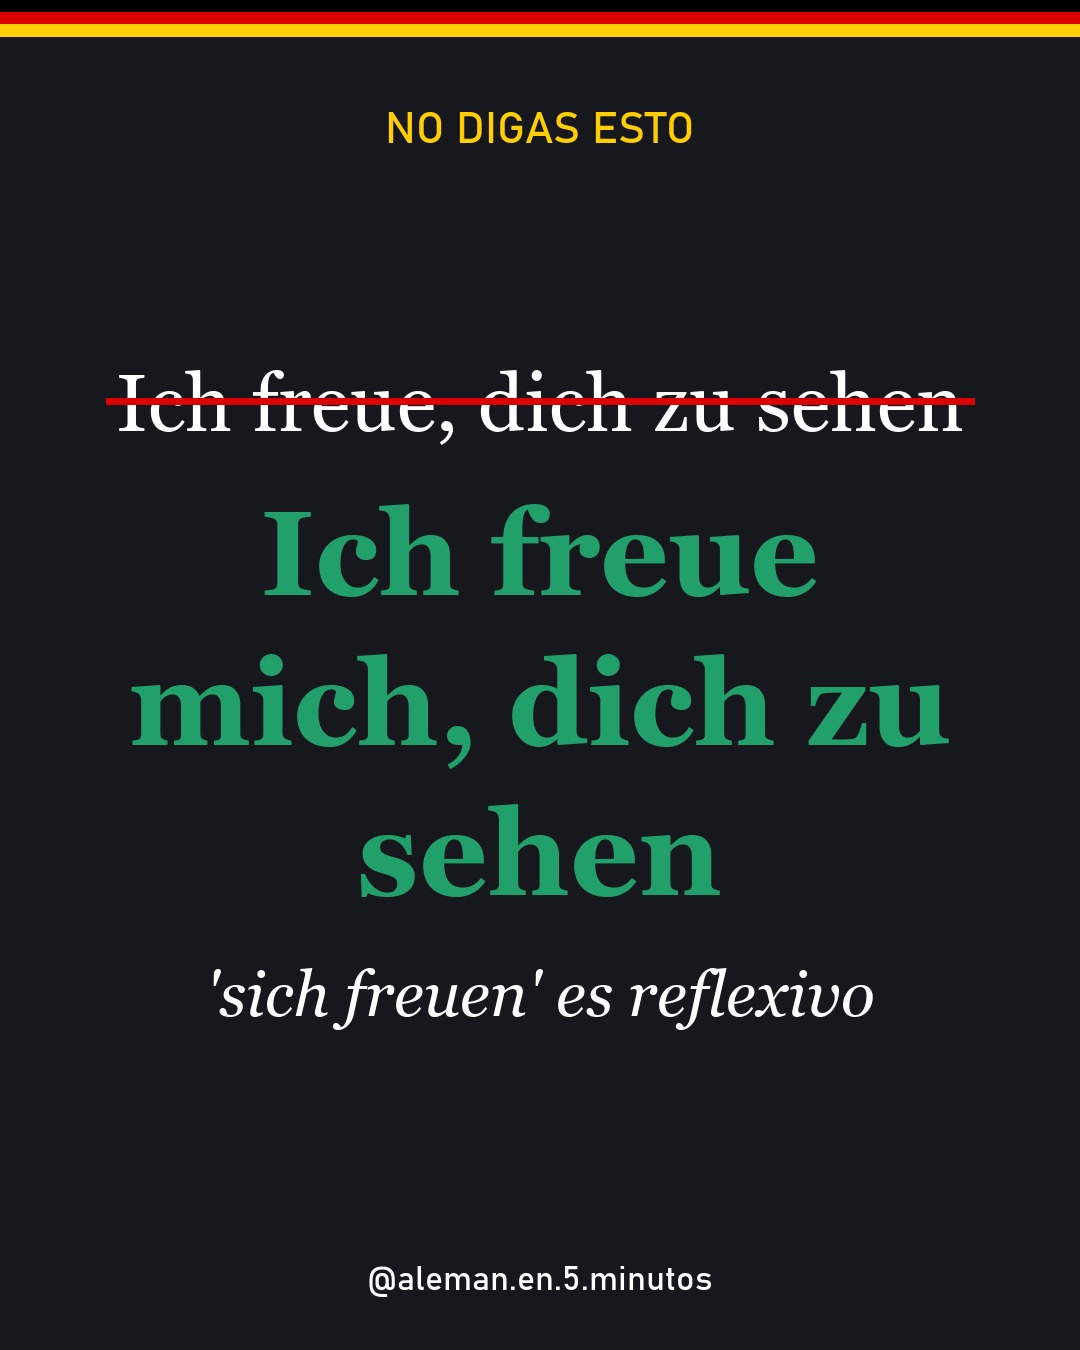 NO DIGAS ESTO
Ich freue, dich zu sehen
Ich freue
mich, dich zu
sehen
'sich freuen' es reflexivo
@aleman.en.5.minutos